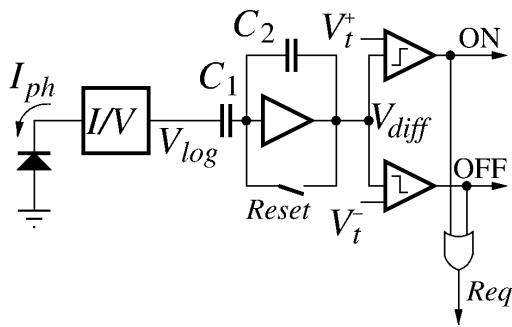 I_ph
I/V
V_log
C_1
C_2
Reset
V_t^+
V_diff
V_t^-
ON
OFF
Req